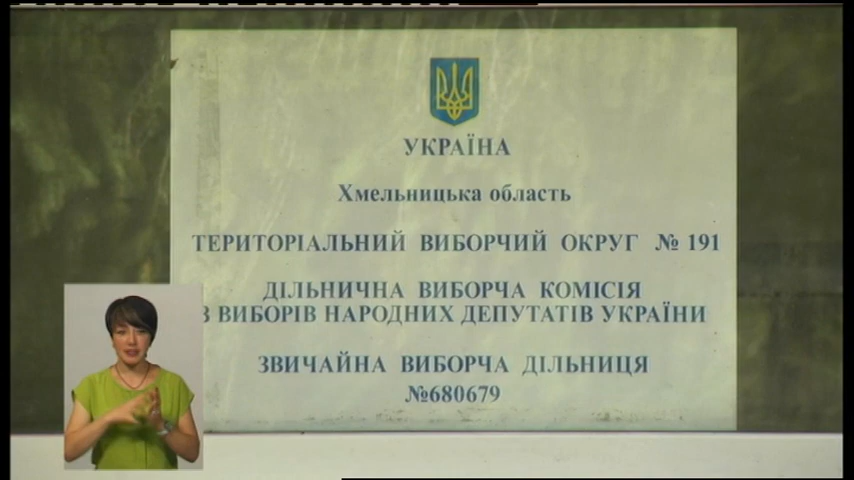 УКРАЇНА
Хмельницька область
ТЕРИТОРІАЛЬНИЙ ВИБОРЧИЙ ОКРУГ № 191
ДІЛЬНИЧНА ВИБОРЧА КОМІСІЯ
З ВИБОРІВ НАРОДНИХ ДЕПУТАТІВ УКРАЇНИ
ЗВИЧАЙНА ВИБОРЧА ДІЛЬНИЦЯ
№680679